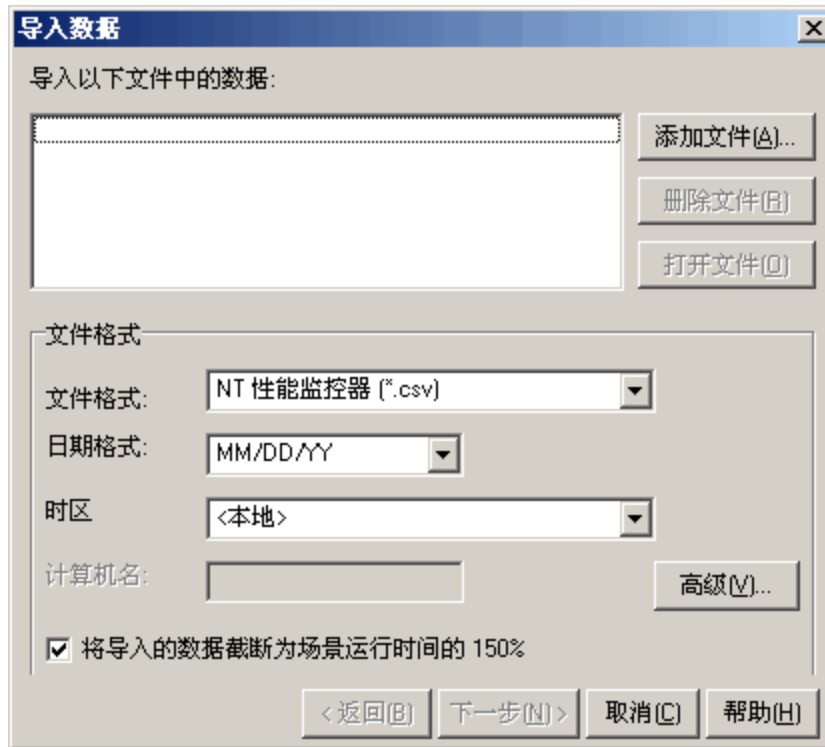 导入数据
导入以下文件中的数据:
添加文件(A)...
删除文件(R)
打开文件(O)
文件格式
文件格式:
NT 性能监控器 (*.csv)
日期格式:
MM/DD/YY
时区
<本地>
计算机名:
高级(V)...
将导入的数据截断为场景运行时间的 150%
< 返回(B)
下一步(N) >
取消(C)
帮助(H)